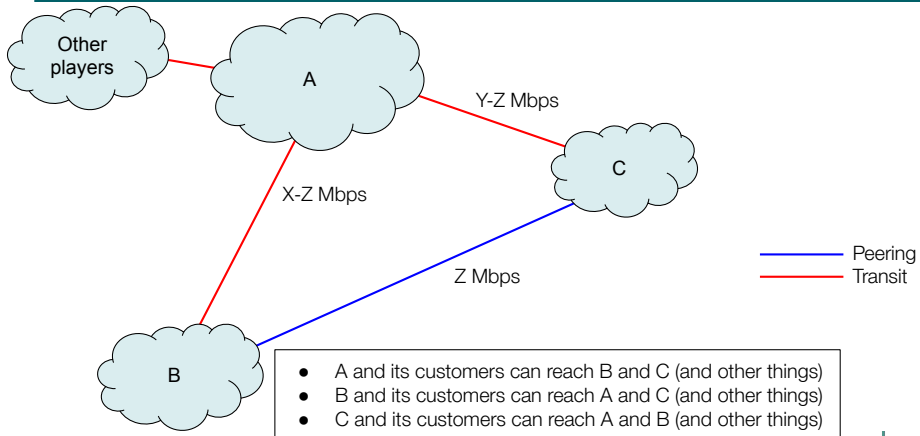 Other
players
A
Y-Z Mbps
C
X-Z Mbps
Peering
Z Mbps
Transit
B
● A and its customers can reach B and C (and other things)
● B and its customers can reach A and C (and other things)
● C and its customers can reach A and B (and other things)